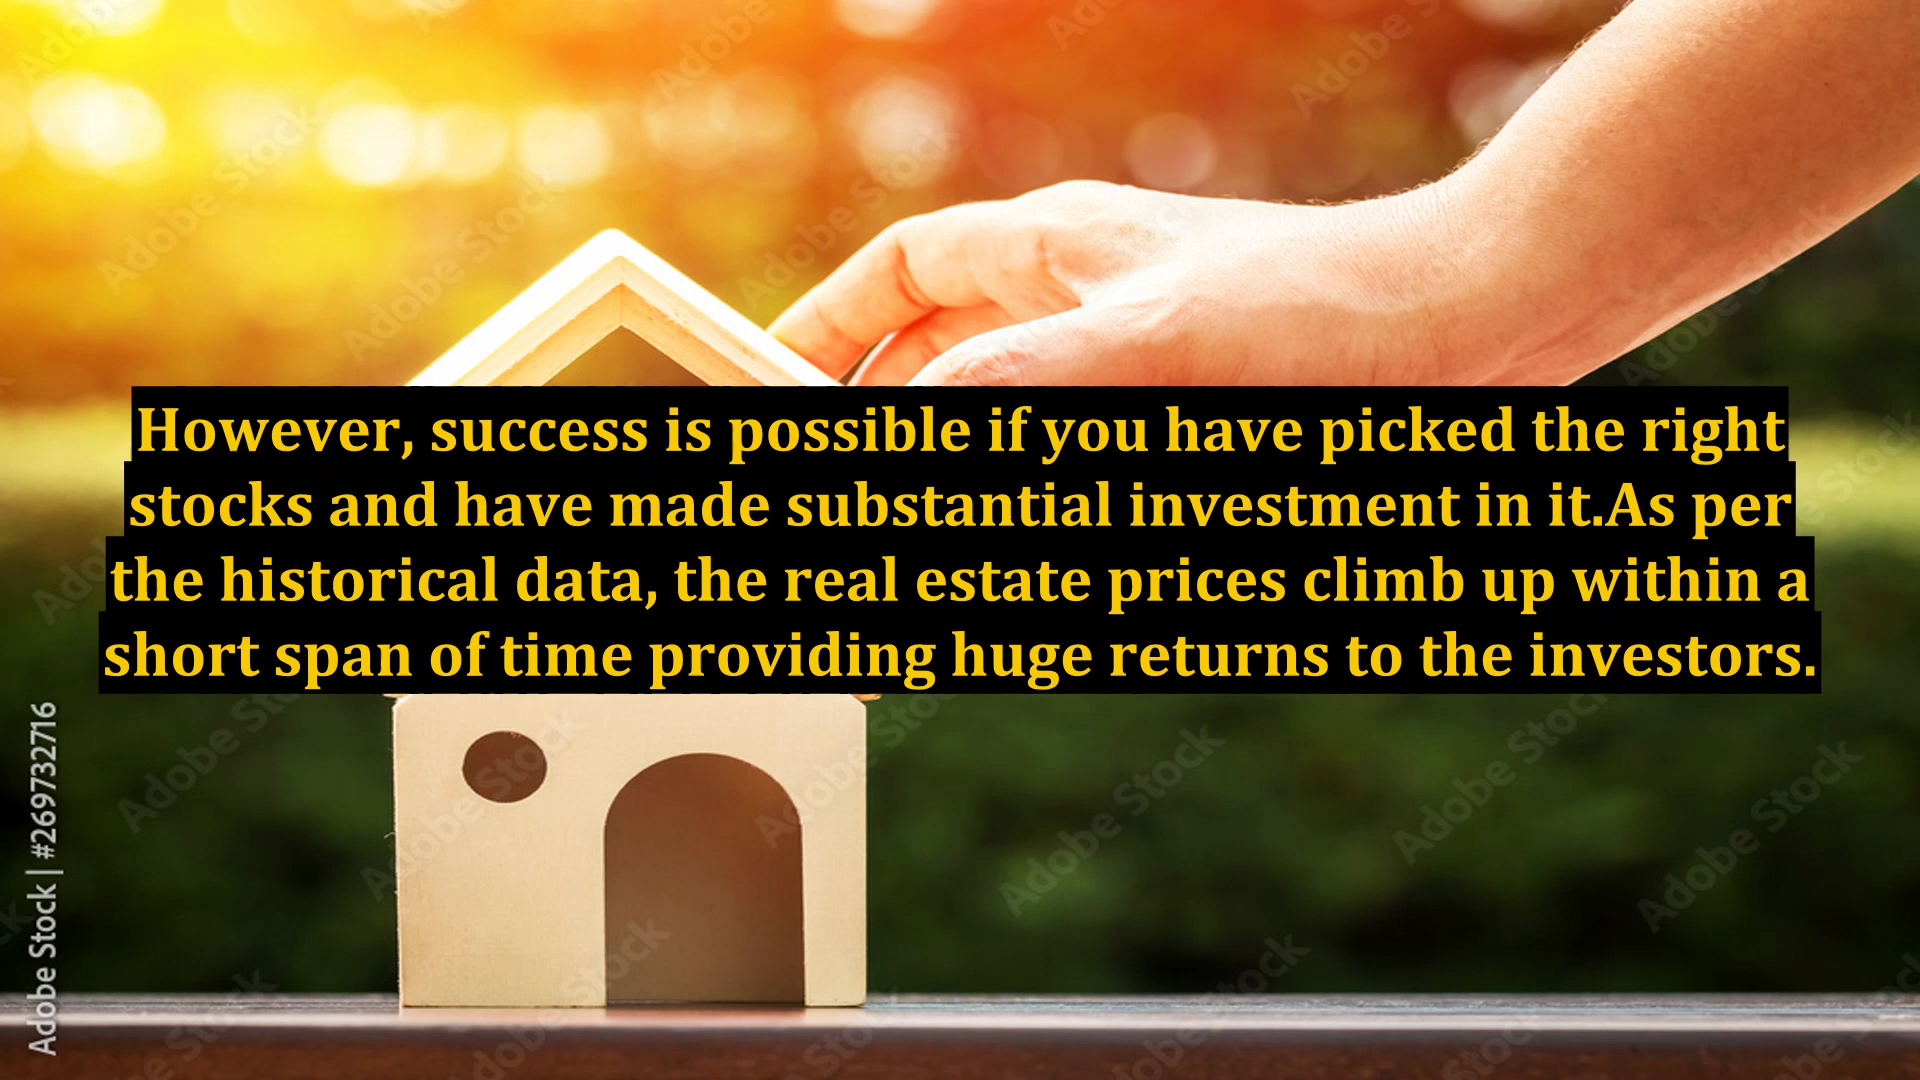 However, success is possible if you have picked the right
stocks and have made substantial investment in it.As per
the historical data, the real estate prices climb up within a
short span of time providing huge returns to the investors.
Adobe Stock | #269732716
Adobe Stock